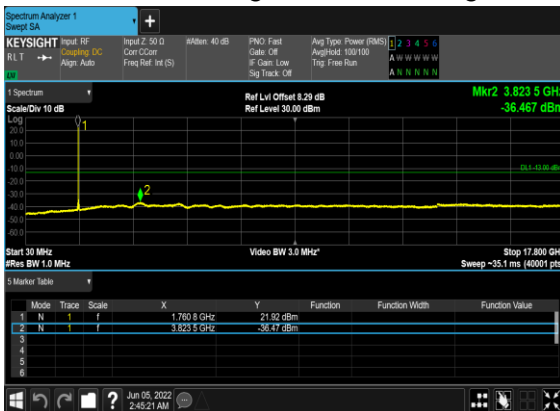 Spectrum Analyzer 1
Swept SA
KEYSIGHT Input: RF Input Z: 50 Ω #Atten: 40 dB PNO: Fast Avg Type: Power (RMS) 1 2 3 4 5 6
RLT Coupling: DC Corr CCorr Gate: Off Avg|Hold: 100/100 A W W W W W
Align: Auto Freq Ref: Int (S) IF Gain: Low Trig: Free Run
Sig Track: Off A N N N N N
1 Spectrum Ref Lvl Offset 8.29 dB Mkr2 3.823 5 GHz
Scale/Div 10 dB Ref Level 30.00 dBm -36.467 dBm
Log
20.0
10.0
0.00
-10.0
DL1 -13.00 dBm
-20.0
-30.0
-40.0
-50.0
-60.0
1
2
Start 30 MHz Video BW 3.0 MHz* Stop 17.800 GHz
#Res BW 1.0 MHz Sweep ~35.1 ms (40001 pts)
5 Marker Table
Mode Trace Scale X Y Function Function Width Function Value
1 N 1 f 1.760 8 GHz 21.92 dBm
2 N 1 f 3.823 5 GHz -36.47 dBm
3
4
5
6
? Jun 05, 2022
2:45:21 AM